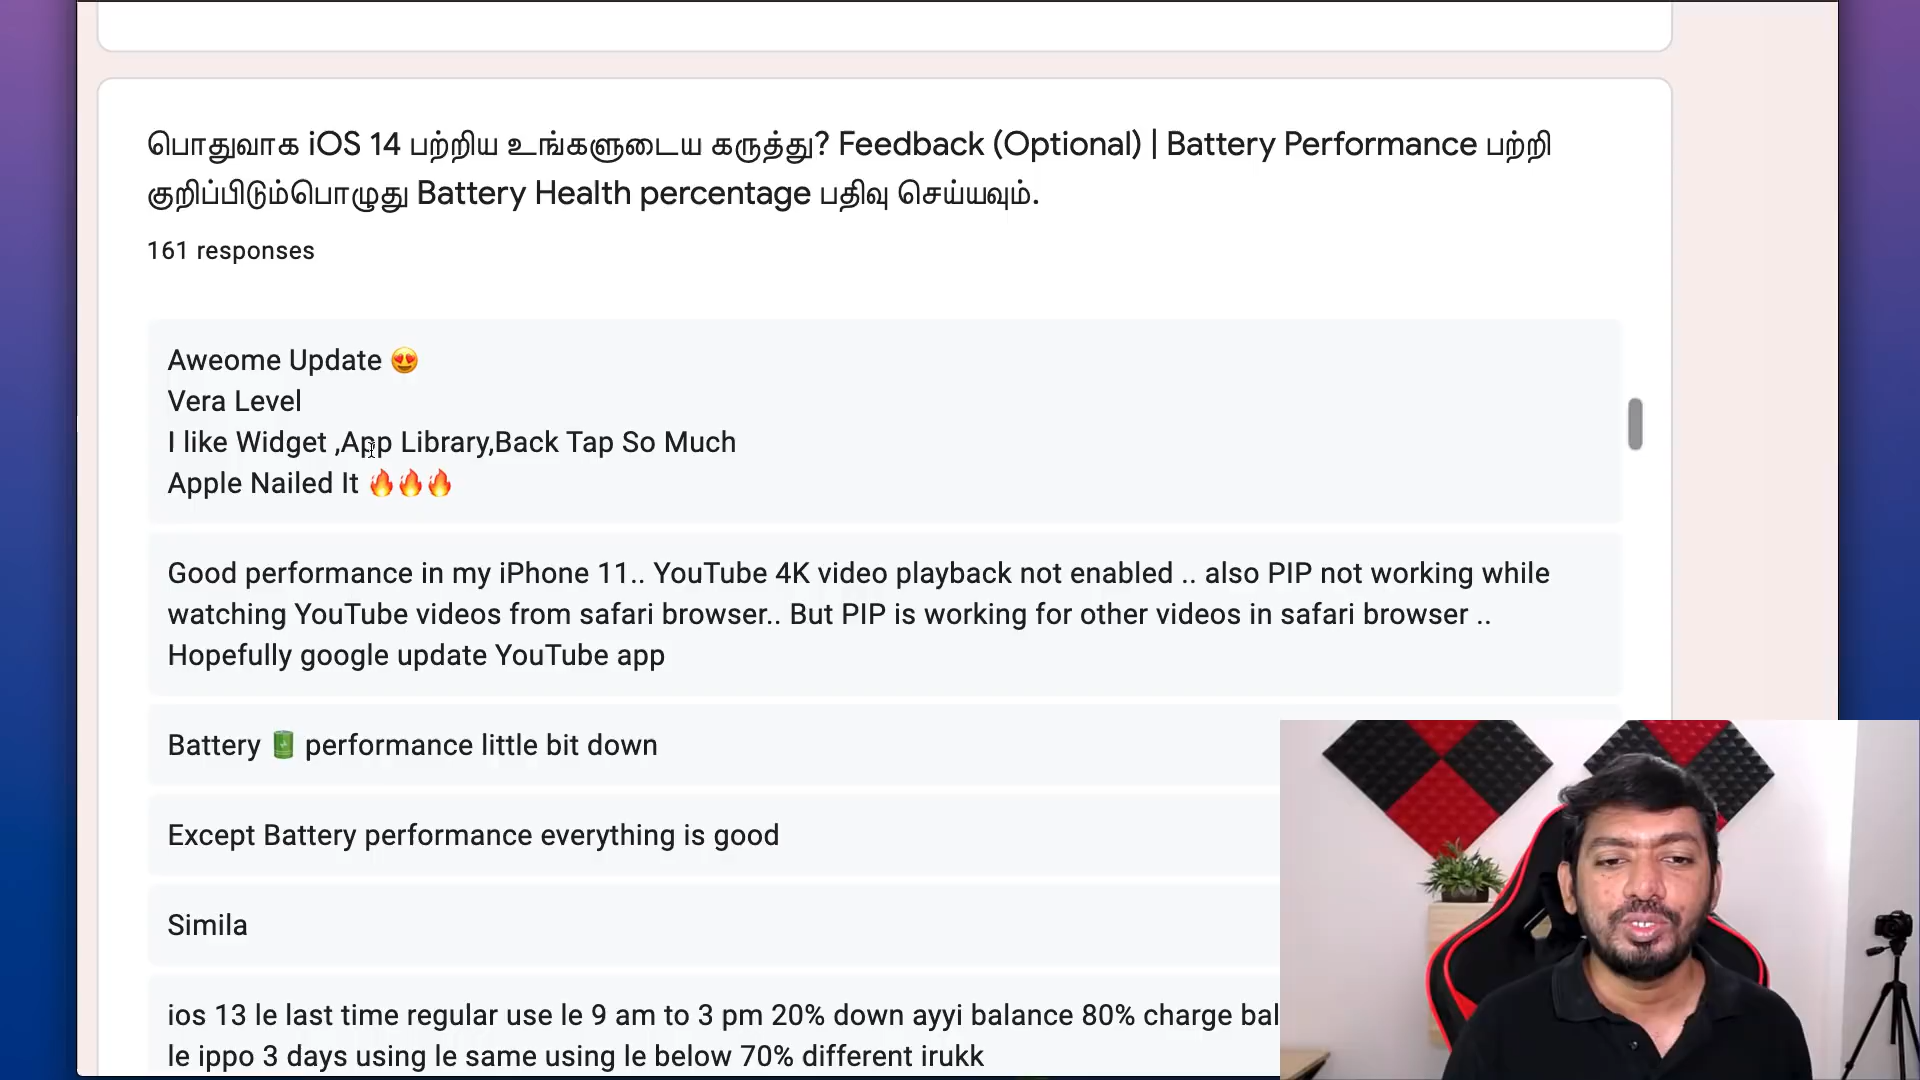 பொதுவாக iOS 14 பற்றிய உங்களுடைய கருத்து? Feedback (Optional) | Battery Performance பற்றி
குறிப்பிடும்பொழுது Battery Health percentage பதிவு செய்யவும்.
161 responses
Aweome Update 😍
Vera Level
I like Widget ,App Library,Back Tap So Much
Apple Nailed It 🔥🔥🔥
Good performance in my iPhone 11.. YouTube 4K video playback not enabled .. also PIP not working while
watching YouTube videos from safari browser.. But PIP is working for other videos in safari browser ..
Hopefully google update YouTube app
Battery 🔋 performance little bit down
Except Battery performance everything is good
Simila
ios 13 le last time regular use le 9 am to 3 pm 20% down ayyi balance 80% charge bal
le ippo 3 days using le same using le below 70% different irukk